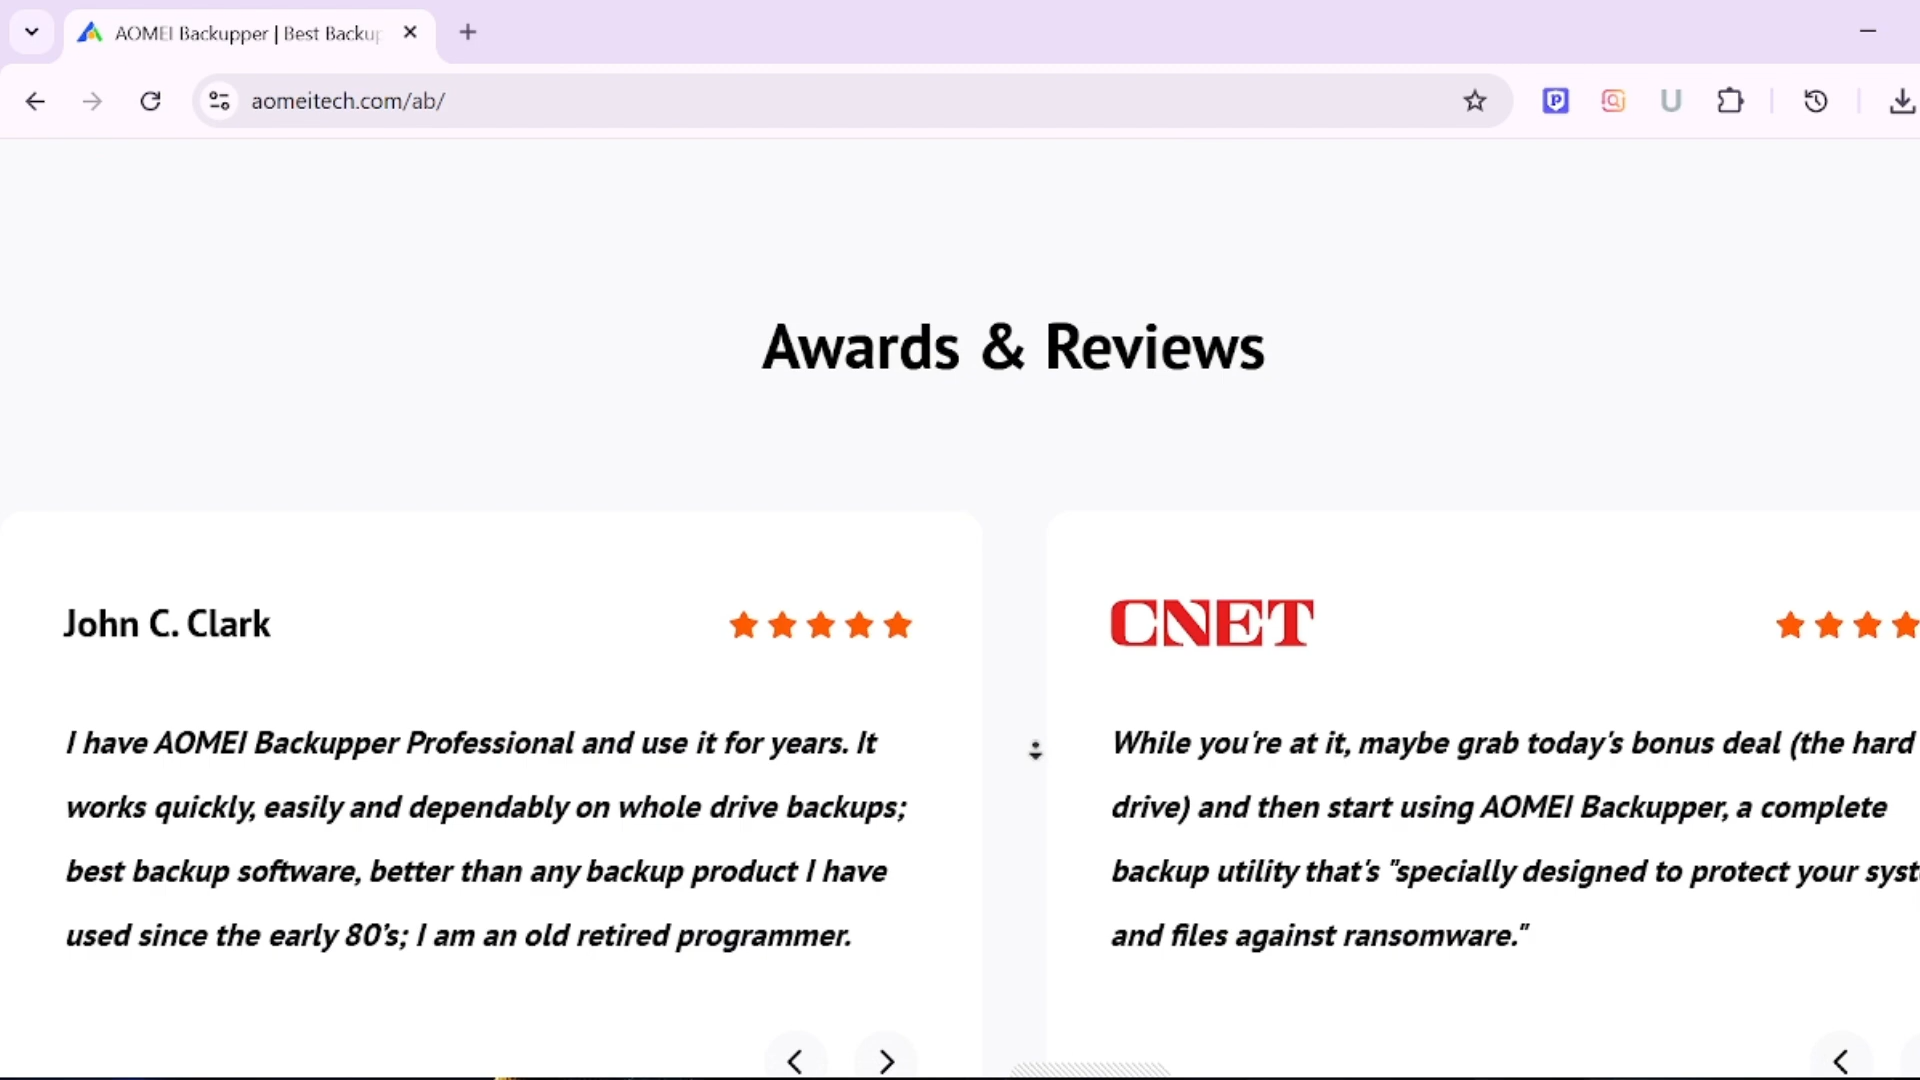 AOMEI Backupper | Best Backup
aomeitech.com/ab/
Awards & Reviews
John C. Clark
I have AOMEI Backupper Professional and use it for years. It
works quickly, easily and dependably on whole drive backups;
best backup software, better than any backup product I have
used since the early 80’s; I am an old retired programmer.
CNET
While you're at it, maybe grab today's bonus deal (the hard
drive) and then start using AOMEI Backupper, a complete
backup utility that's "specially designed to protect your syst
and files against ransomware."